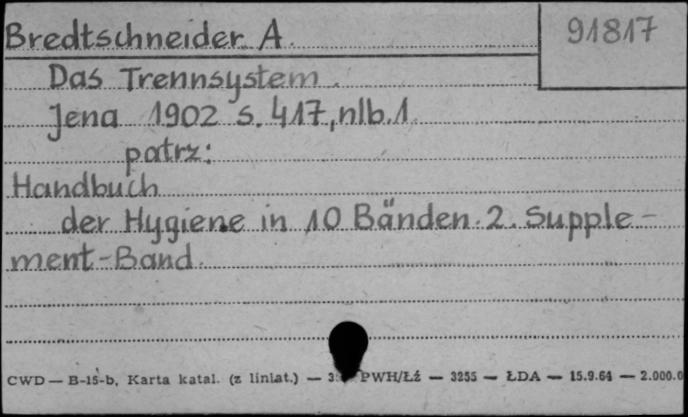 Bredtschneider A.
91817
Das Trennsystem.
Jena 1902 s. 417, nlb. 1
patrz:
Handbuch
der Hygiene in 10 Bänden. 2. Supple-
ment-Band.
CWD — B-15-b, Karta katal. (z liniat.) — PWH/Łź — 3255 — ŁDA — 15.9.64 — 2.000.0